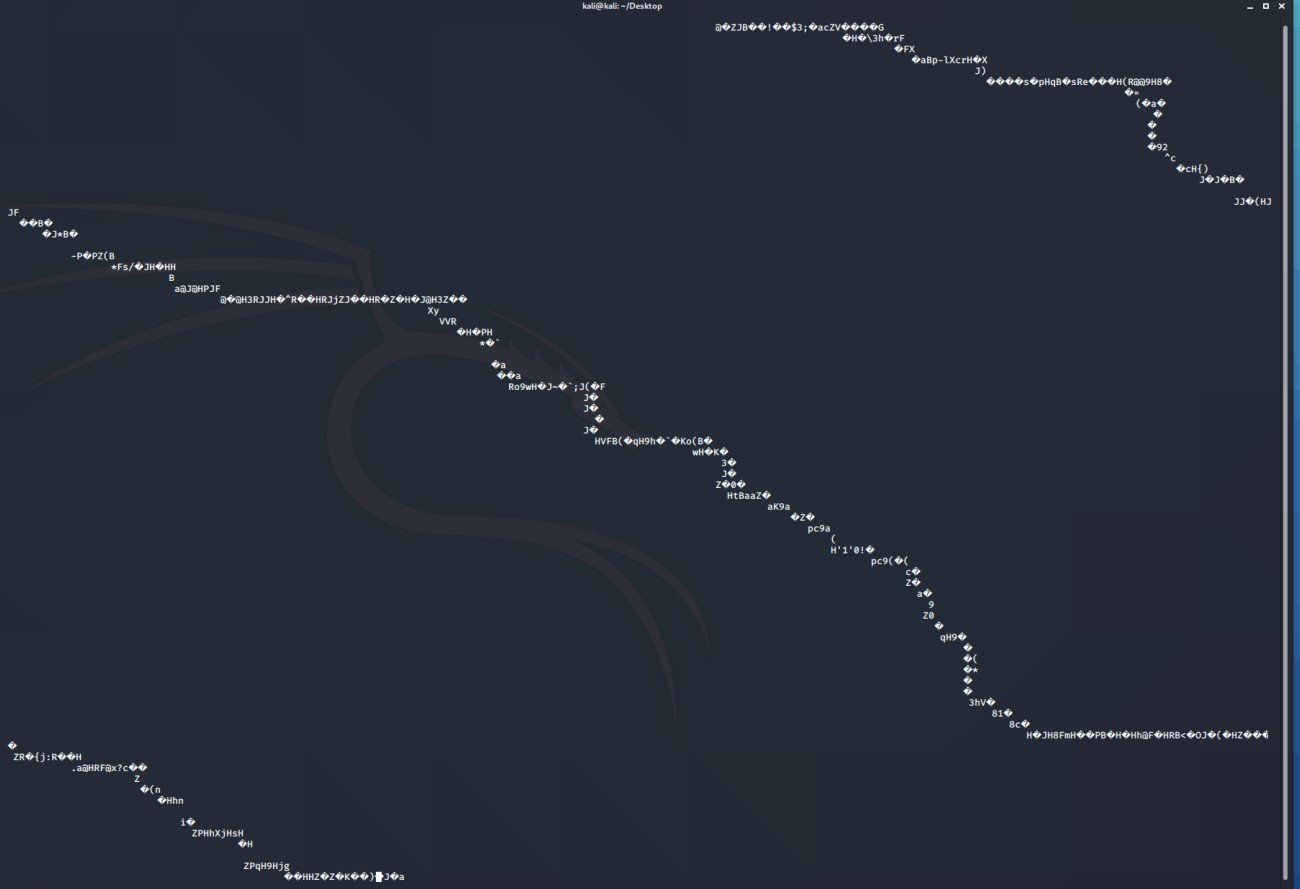 kali@kali: ~/Desktop
@�ZJB��!��$3;�acZV����G
�H�\3h�rF
�FX
�aBp~lXcrH�X
J)
����s�pHqB�sRe���H(R@@9H8�
�=
(�a�
�
�
�
�92
^c
�cH{)
J�J�B�
JJ�(HJ
JF
��B�
�J*B�
~P�PZ(B
*Fs/�JH�HH
B
a@J@HPJF
@�@H3RJJH�^R��HRJjZJ��HR�Z�H�J@H3Z��
Xy
VVR
�H�PH
*�`
�a
��a
Ro9wH�J~�`;J(�F
J�
J�
�
J�
HVFB(�qH9h�`�Ko(B�
wH�K�
3�
J�
Z�0�
HtBaaZ�
aK9a
�Z�
pc9a
(
H'1'0!�
pc9(�(
c�
Z�
a�
9
Z0
�
qH9�
�
�(
�*
�
�
3hV�
81�
8c�
H�JH8FmH��PB�H�Hh@F�HRB<�OJ�(�HZ���
�
ZR�{j:R��H
.a@HRF@x?c��
Z
�(n
�Hhn
i�
ZPHhXjHsH
�H
ZPqH9Hjg
��HHZ�Z�K��)�J�a